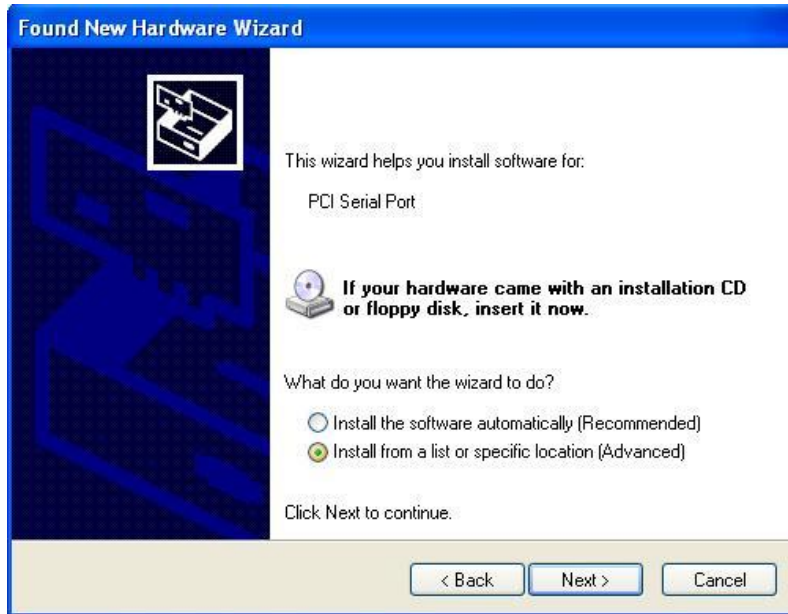 Found New Hardware Wizard
This wizard helps you install software for:
PCI Serial Port
If your hardware came with an installation CD
or floppy disk, insert it now.
What do you want the wizard to do?
Install the software automatically (Recommended)
Install from a list or specific location (Advanced)
Click Next to continue.
< Back Next > Cancel